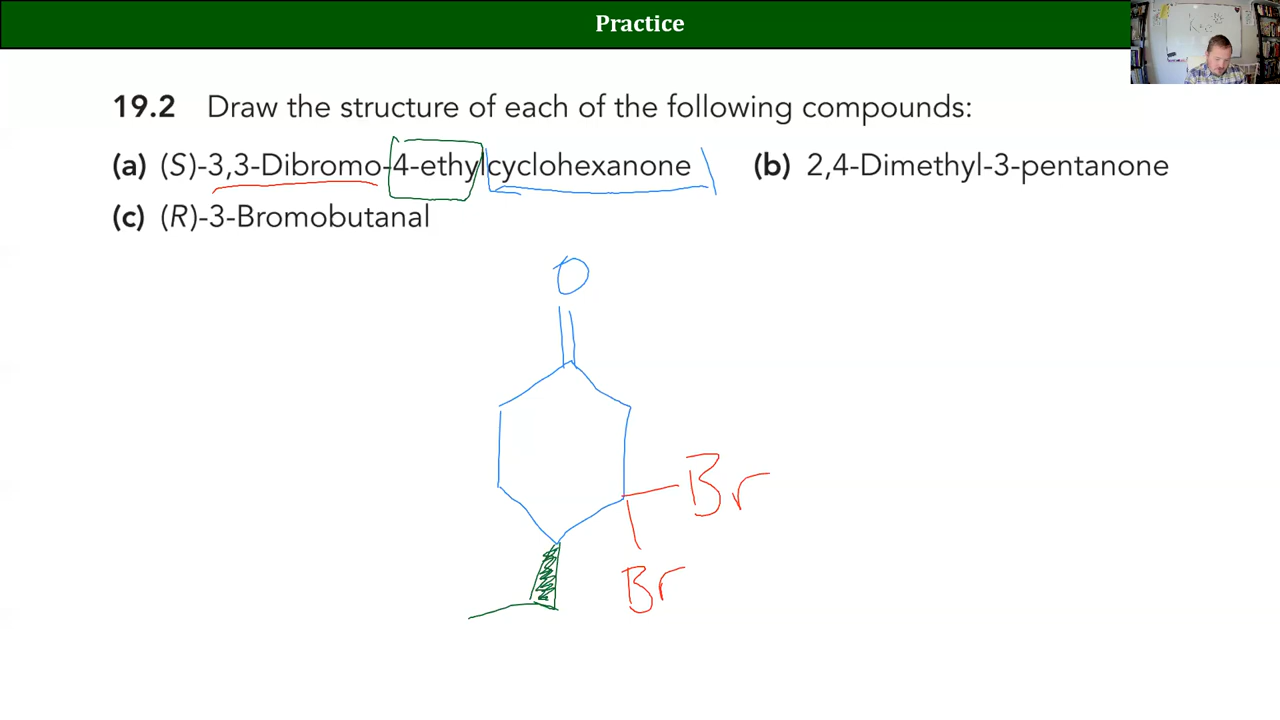 Practice
19.2 Draw the structure of each of the following compounds:
(a) (S)-3,3-Dibromo-4-ethylcyclohexanone (b) 2,4-Dimethyl-3-pentanone
(c) (R)-3-Bromobutanal
O
Br
Br